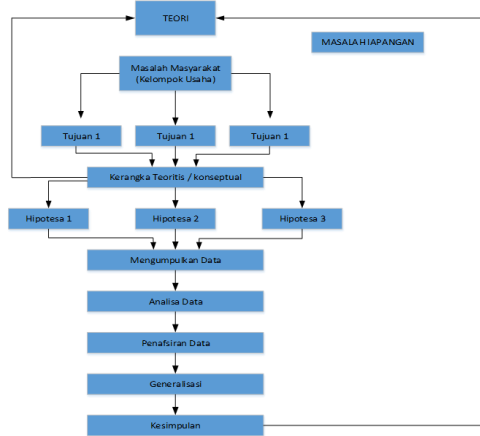 TEORI
MASALAH IAPANGAN
Masalah Masyarakat
(Kelompok Usaha)
Tujuan 1
Tujuan 1
Tujuan 1
Kerangka Teoritis / konseptual
Hipotesa 1
Hipotesa 2
Hipotesa 3
Mengumpulkan Data
Analisa Data
Penafsiran Data
Generalisasi
Kesimpulan